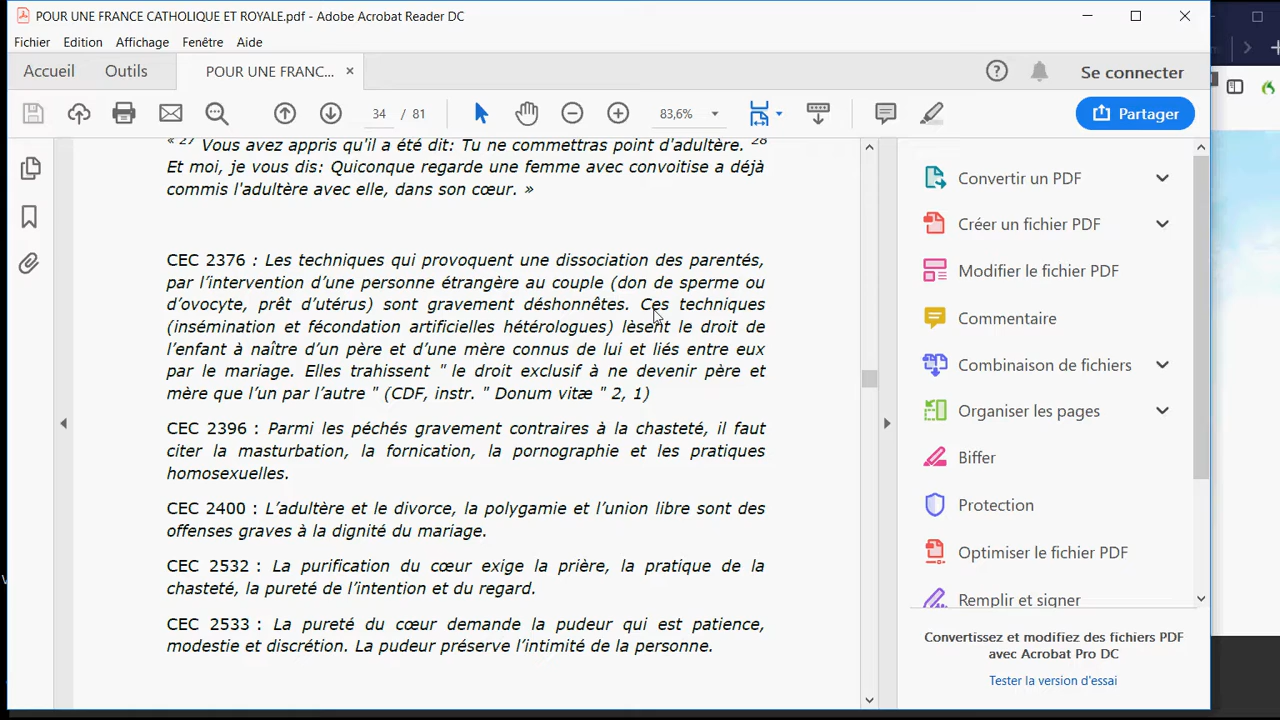 POUR UNE FRANCE CATHOLIQUE ET ROYALE.pdf - Adobe Acrobat Reader DC
Fichier Edition Affichage Fenêtre Aide
Accueil Outils POUR UNE FRANC... ×
Se connecter
34 / 81 83,6% Partager
« 27 Vous avez appris qu'il a été dit: Tu ne commettras point d'adultère. 28
Et moi, je vous dis: Quiconque regarde une femme avec convoitise a déjà
commis l'adultère avec elle, dans son cœur. »
CEC 2376 : Les techniques qui provoquent une dissociation des parentés,
par l’intervention d’une personne étrangère au couple (don de sperme ou
d’ovocyte, prêt d’utérus) sont gravement déshonnêtes. Ces techniques
(insémination et fécondation artificielles hétérologues) lèsent le droit de
l’enfant à naître d’un père et d’une mère connus de lui et liés entre eux
par le mariage. Elles trahissent " le droit exclusif à ne devenir père et
mère que l’un par l’autre " (CDF, instr. " Donum vitæ " 2, 1)
CEC 2396 : Parmi les péchés gravement contraires à la chasteté, il faut
citer la masturbation, la fornication, la pornographie et les pratiques
homosexuelles.
CEC 2400 : L’adultère et le divorce, la polygamie et l’union libre sont des
offenses graves à la dignité du mariage.
CEC 2532 : La purification du cœur exige la prière, la pratique de la
chasteté, la pureté de l’intention et du regard.
CEC 2533 : La pureté du cœur demande la pudeur qui est patience,
modestie et discrétion. La pudeur préserve l’intimité de la personne.
Convertir un PDF
Créer un fichier PDF
Modifier le fichier PDF
Commentaire
Combinaison de fichiers
Organiser les pages
Biffer
Protection
Optimiser le fichier PDF
Remplir et signer
Convertissez et modifiez des fichiers PDF
avec Acrobat Pro DC
Tester la version d'essai